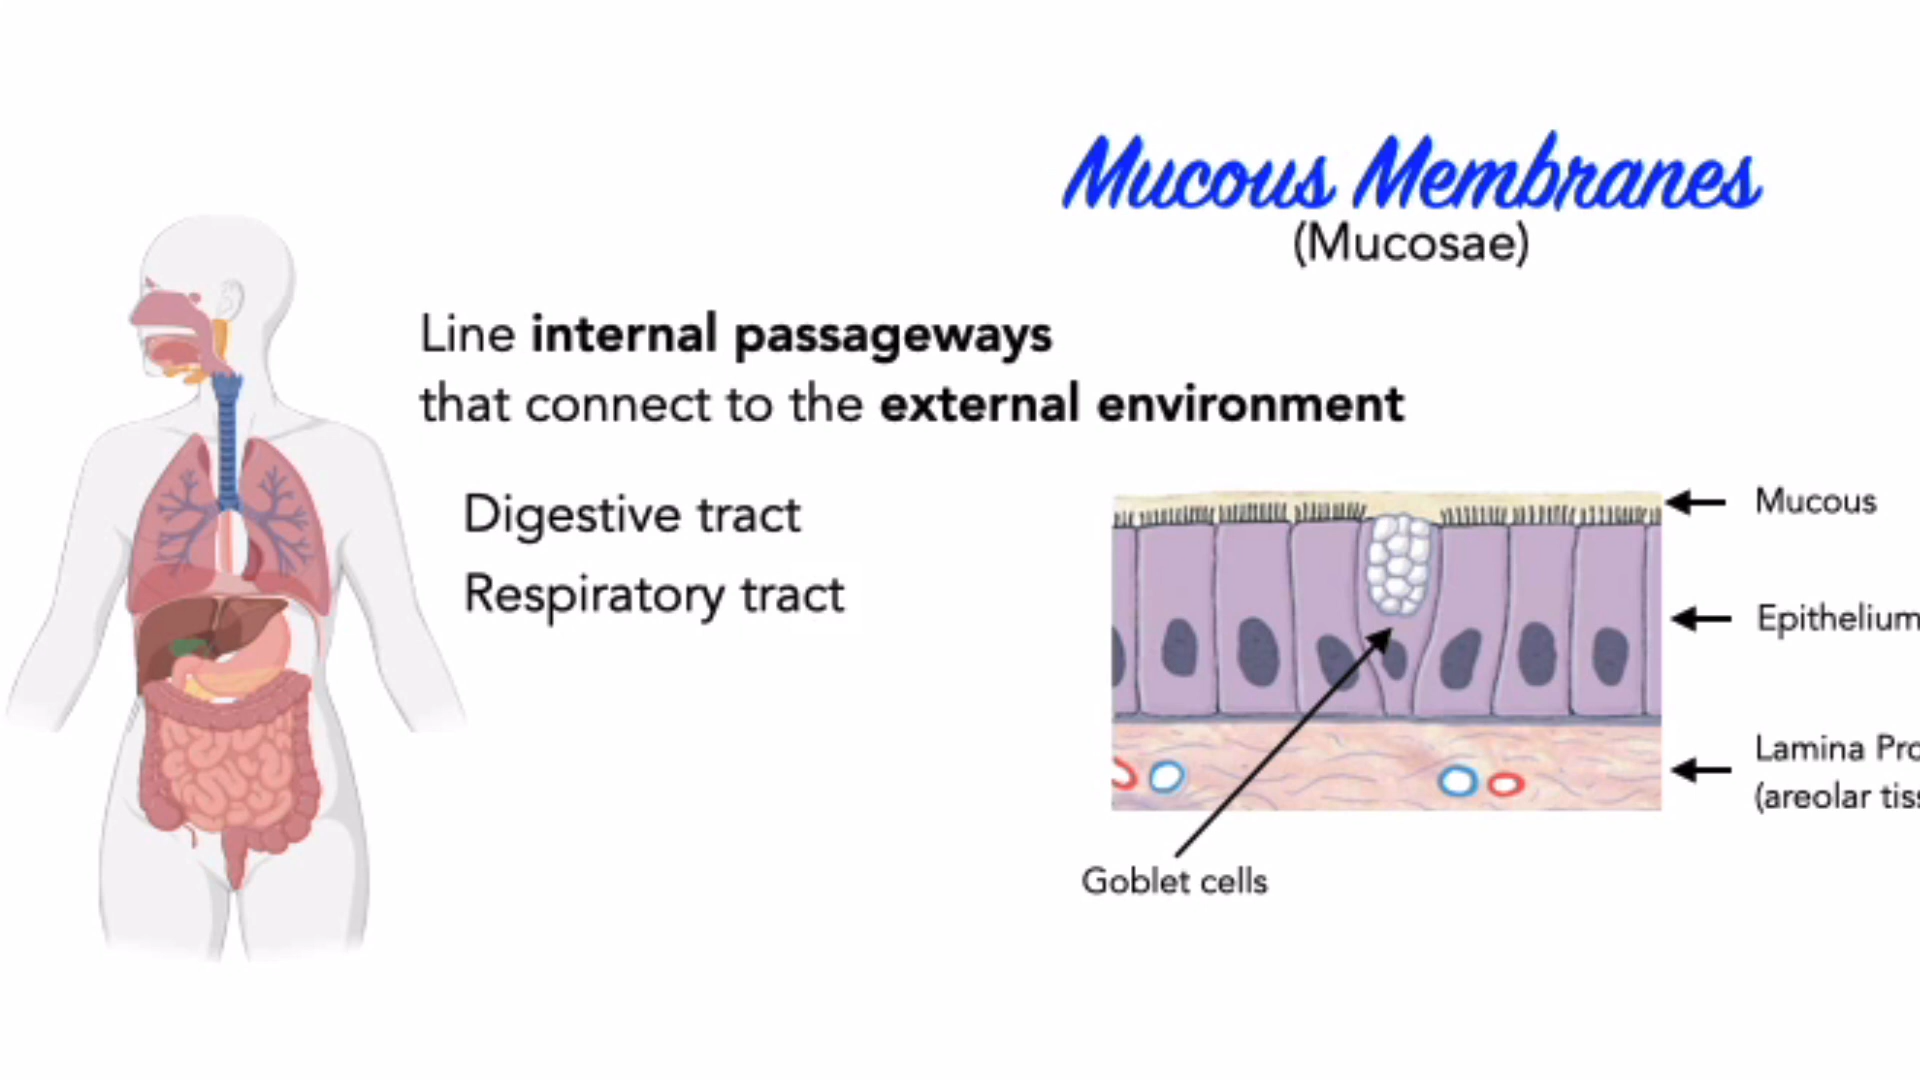 Mucous Membranes
(Mucosae)
Line internal passageways
that connect to the external environment
Digestive tract
Respiratory tract
Mucous
Epithelium
Lamina Pro
(areolar tiss
Goblet cells